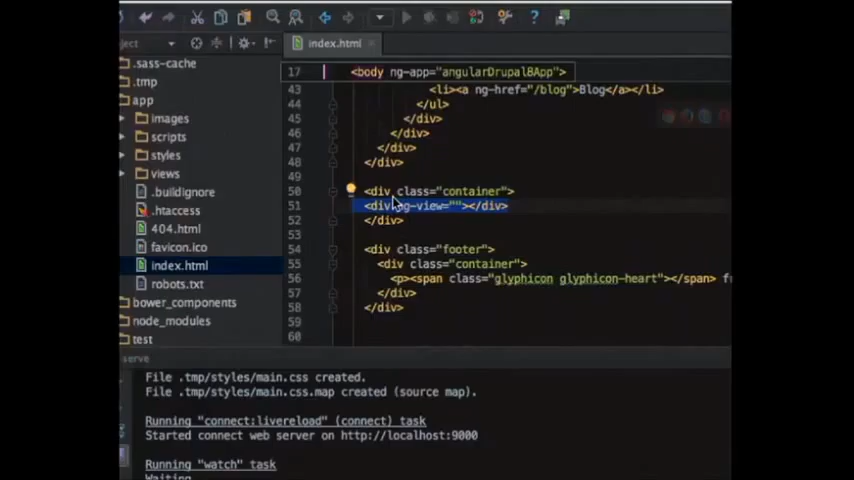 ject
index.html
.sass-cache
.tmp
app
images
scripts
styles
views
.buildignore
.htaccess
404.html
favicon.ico
index.html
robots.txt
bower_components
node_modules
test
17 <body ng-app="angularDrupal8App">
43 <li><a ng-href="/blog">Blog</a></li>
44 </ul>
45 </div>
46 </div>
47 </div>
48 </div>
49
50 <div class="container">
51 <div ng-view=""></div>
52 </div>
53
54 <div class="footer">
55 <div class="container">
56 <p><span class="glyphicon glyphicon-heart"></span> fr
57 </div>
58 </div>
59
60
serve
File .tmp/styles/main.css created.
File .tmp/styles/main.css.map created (source map).
Running "connect:livereload" (connect) task
Started connect web server on http://localhost:9000
Running "watch" task
Waiting